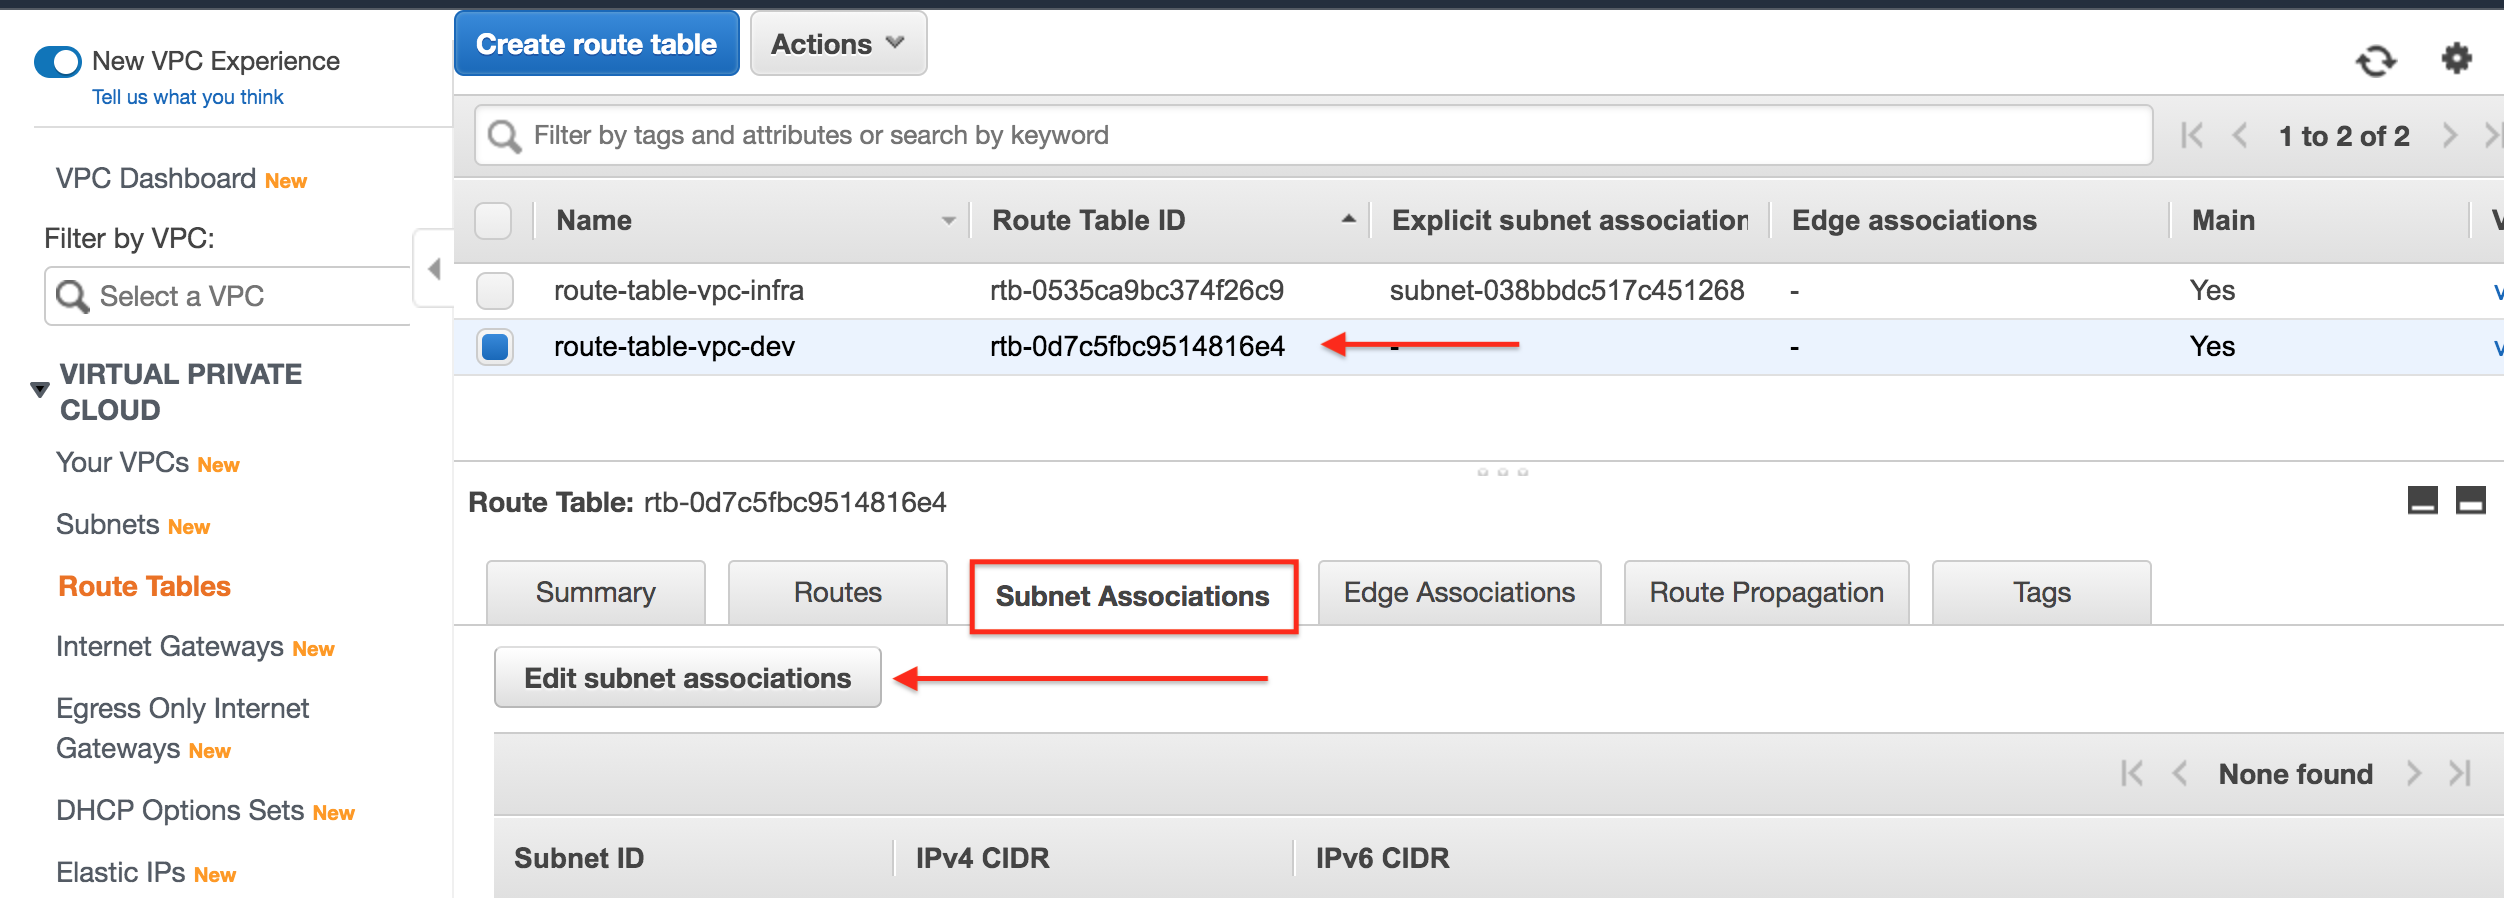 New VPC Experience
Tell us what you think
VPC Dashboard New
Filter by VPC:
Select a VPC
VIRTUAL PRIVATE
CLOUD
Your VPCs New
Subnets New
Route Tables
Internet Gateways New
Egress Only Internet
Gateways New
DHCP Options Sets New
Elastic IPs New
Create route table Actions
Filter by tags and attributes or search by keyword 1 to 2 of 2
Name Route Table ID Explicit subnet association Edge associations Main V
route-table-vpc-infra rtb-0535ca9bc374f26c9 subnet-038bbdc517c451268 - Yes v
route-table-vpc-dev rtb-0d7c5fbc9514816e4 - - Yes v
Route Table: rtb-0d7c5fbc9514816e4
Summary Routes Subnet Associations Edge Associations Route Propagation Tags
Edit subnet associations
None found
Subnet ID IPv4 CIDR IPv6 CIDR